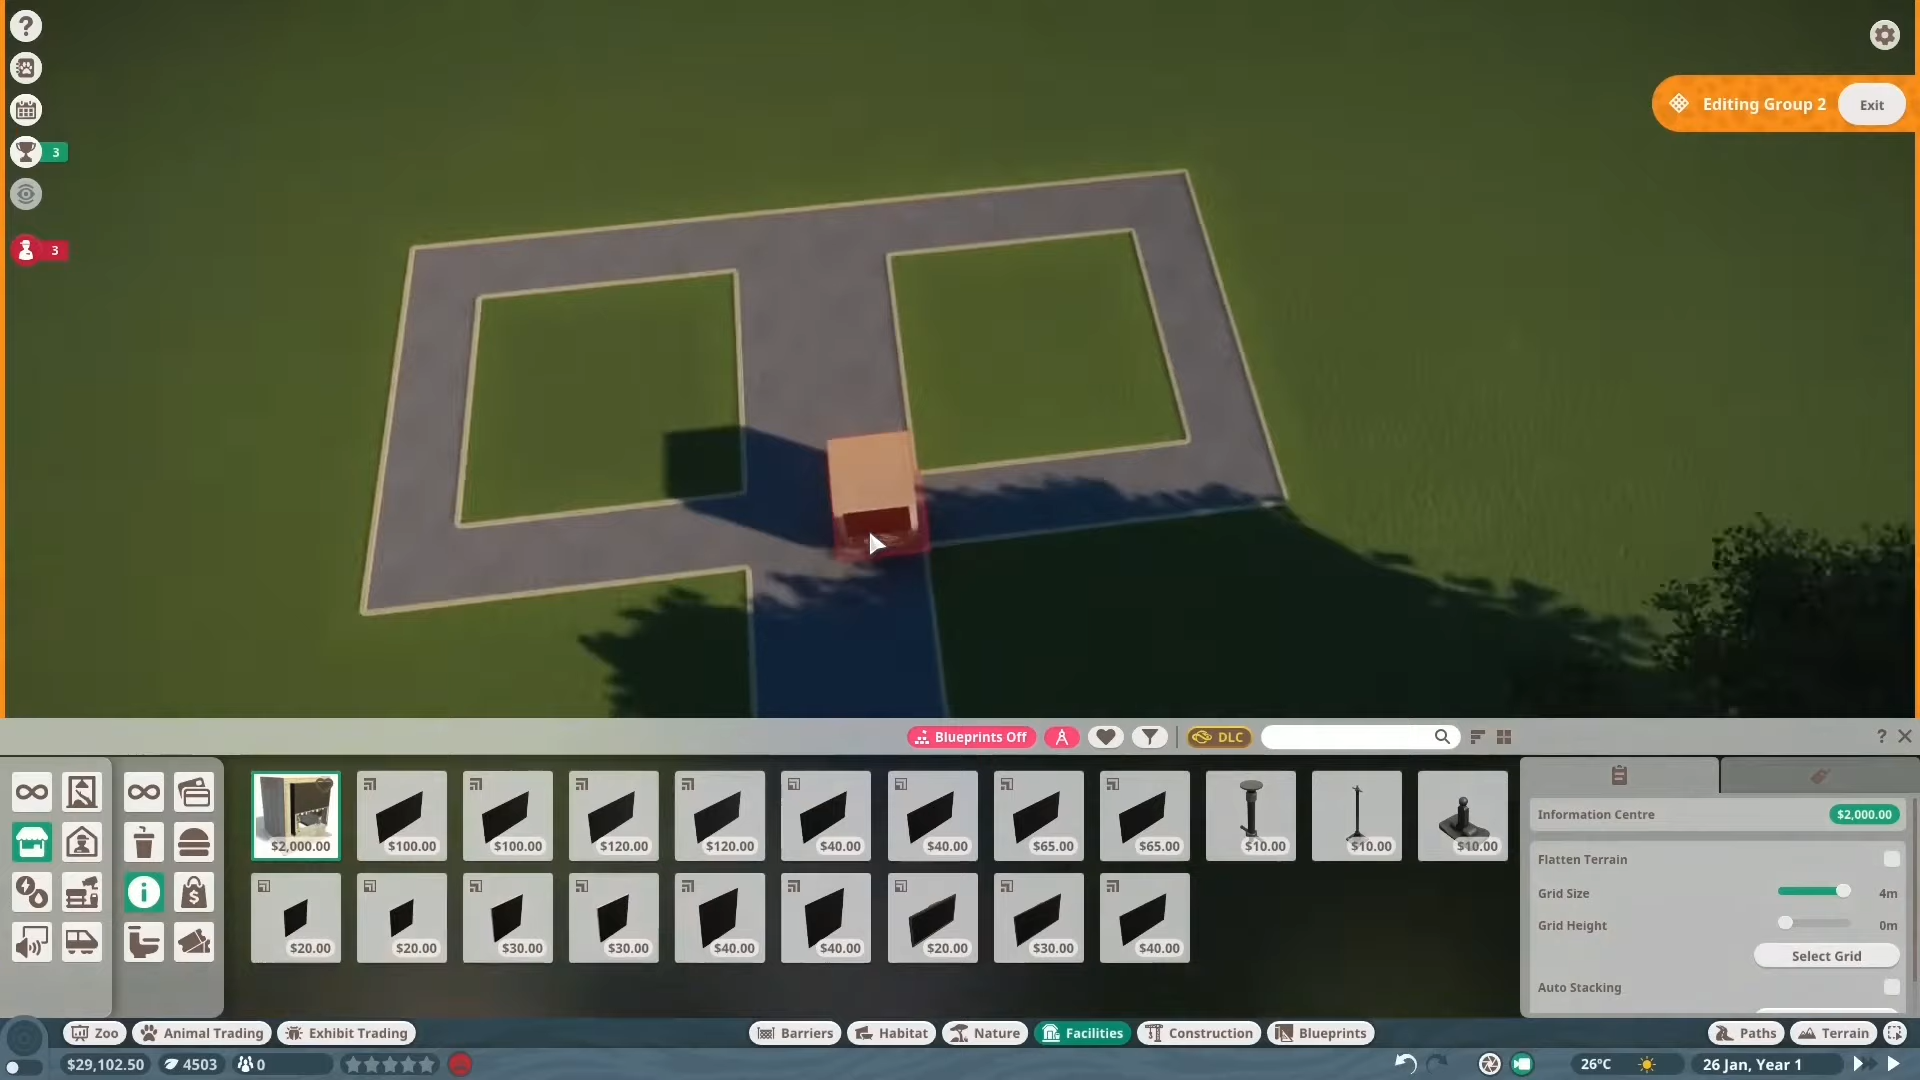 ?
Editing Group 2
Exit
3
3
Blueprints Off
DLC
?
$2,000.00
$100.00
$100.00
$120.00
$120.00
$40.00
$40.00
$65.00
$65.00
$10.00
$10.00
$10.00
$20.00
$20.00
$30.00
$30.00
$40.00
$40.00
$20.00
$30.00
$40.00
Information Centre
$2,000.00
Flatten Terrain
Grid Size
4m
Grid Height
0m
Select Grid
Auto Stacking
Zoo
Animal Trading
Exhibit Trading
Barriers
Habitat
Nature
Facilities
Construction
Blueprints
Paths
Terrain
$29,102.50
4503
0
26°C
26 Jan, Year 1